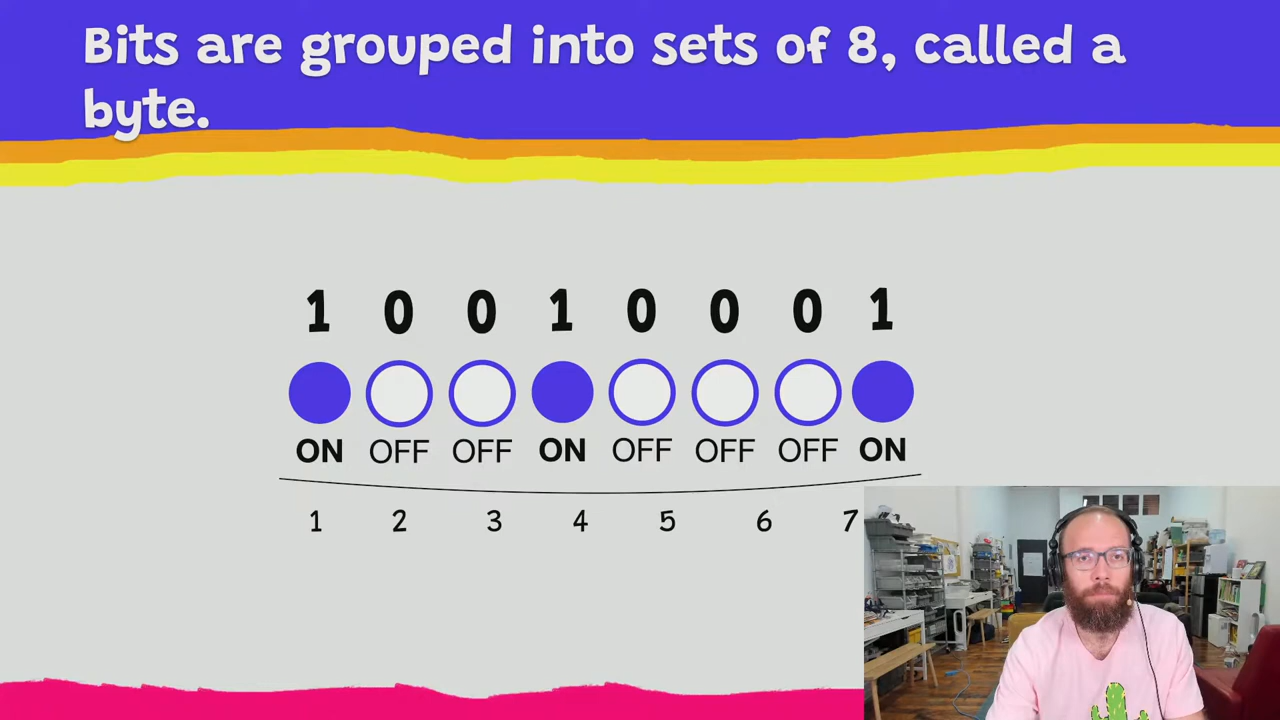 Bits are grouped into sets of 8, called a
byte.
1 0 0 1 0 0 0 1
ON OFF OFF ON OFF OFF OFF ON
1 2 3 4 5 6 7